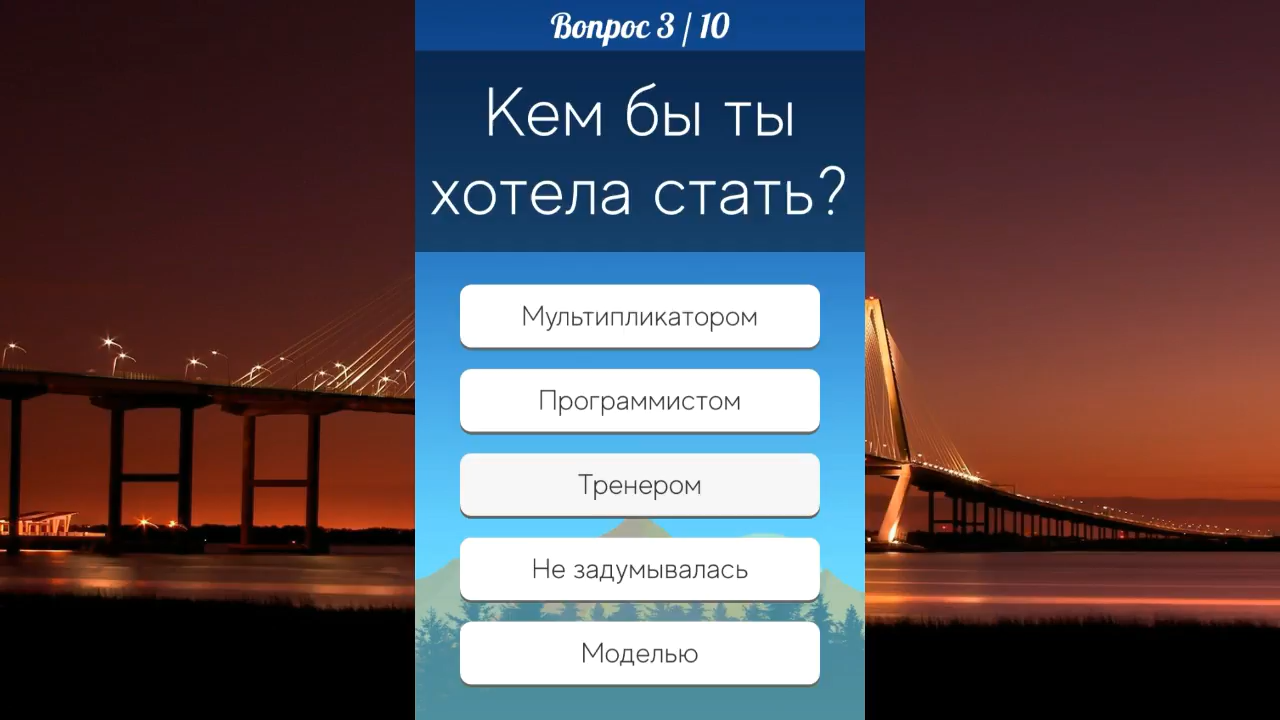 Вопрос 3 / 10
Кем бы ты
хотела стать?
Мультипликатором
Программистом
Тренером
Не задумывалась
Моделью